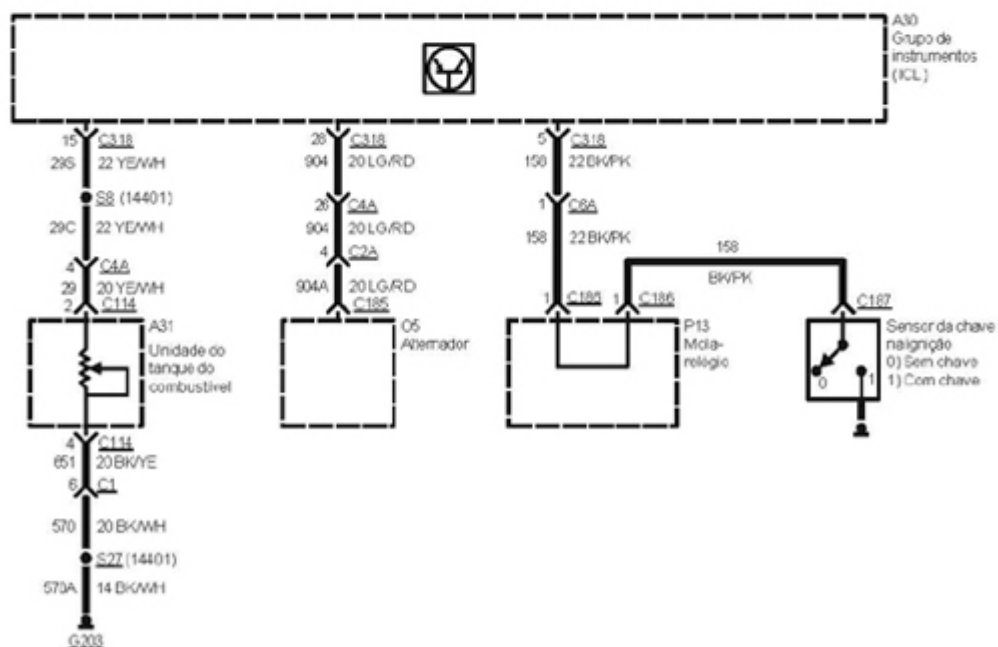 A30
Grupo de
instrumentos
(ICL)
15 C318
29S 22 YE/WH
S8 (14401)
29C 22 YE/WH
4 C4A
29 20 YE/WH
2 C114
A31
Unidade do
tanque do
combustível
4 C114
651 20 BK/YE
6 C1
570 20 BK/WH
S27 (14401)
570A 14 BK/WH
G203
28 C318
904 20 LG/RD
26 C4A
904 20 LG/RD
4 C2A
904A 20 LG/RD
C185
Alternador
5 C318
158 22 BK/PK
1 C6A
158 22 BK/PK
1 C186
1 C186
P13
Mola-
relógio
158
BK/PK
C187
Sensor da chave
na ignição
0) Sem chave
1) Com chave
0
1